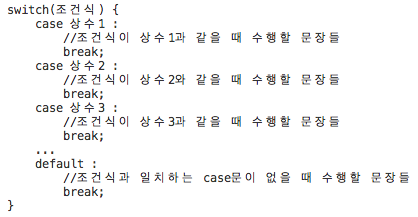 switch(조건식) {
    case 상수1 :
        //조건식이 상수1과 같을 때 수행할 문장들
        break;
    case 상수2 :
        //조건식이 상수2와 같을 때 수행할 문장들
        break;
    case 상수3 :
        //조건식이 상수3과 같을 때 수행할 문장들
        break;
    ...
    default :
        //조건식과 일치하는 case문이 없을 때 수행할 문장들
        break;
}